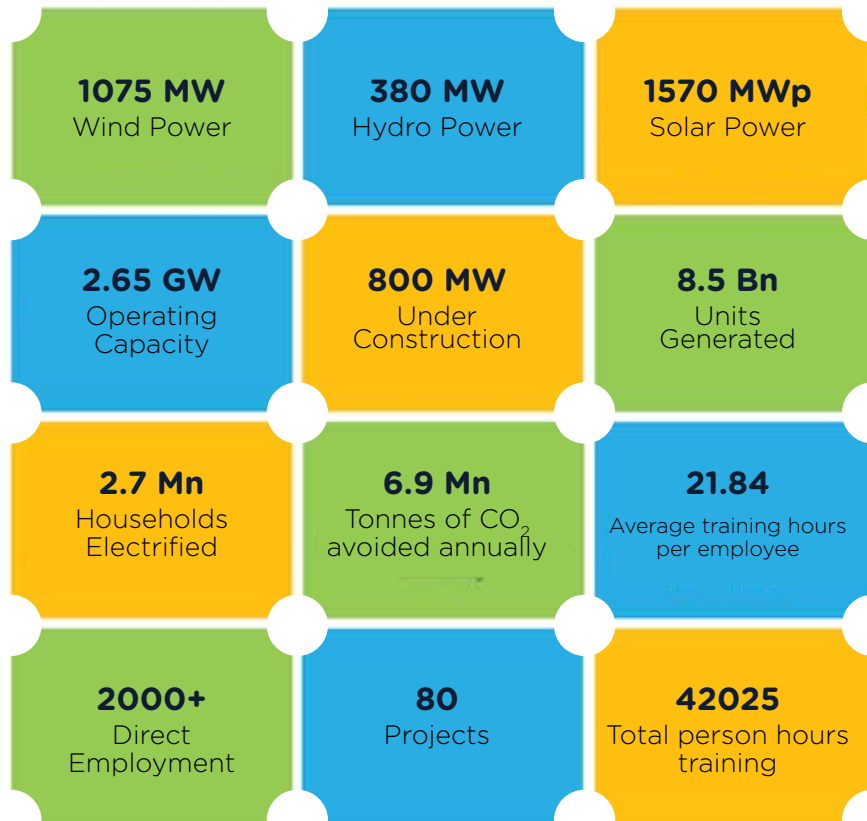 1075 MW
Wind Power
380 MW
Hydro Power
1570 MWp
Solar Power
2.65 GW
Operating
Capacity
800 MW
Under
Construction
8.5 Bn
Units
Generated
2.7 Mn
Households
Electrified
6.9 Mn
Tonnes of CO₂
avoided annually
21.84
Average training hours
per employee
2000+
Direct
Employment
80
Projects
42025
Total person hours
training